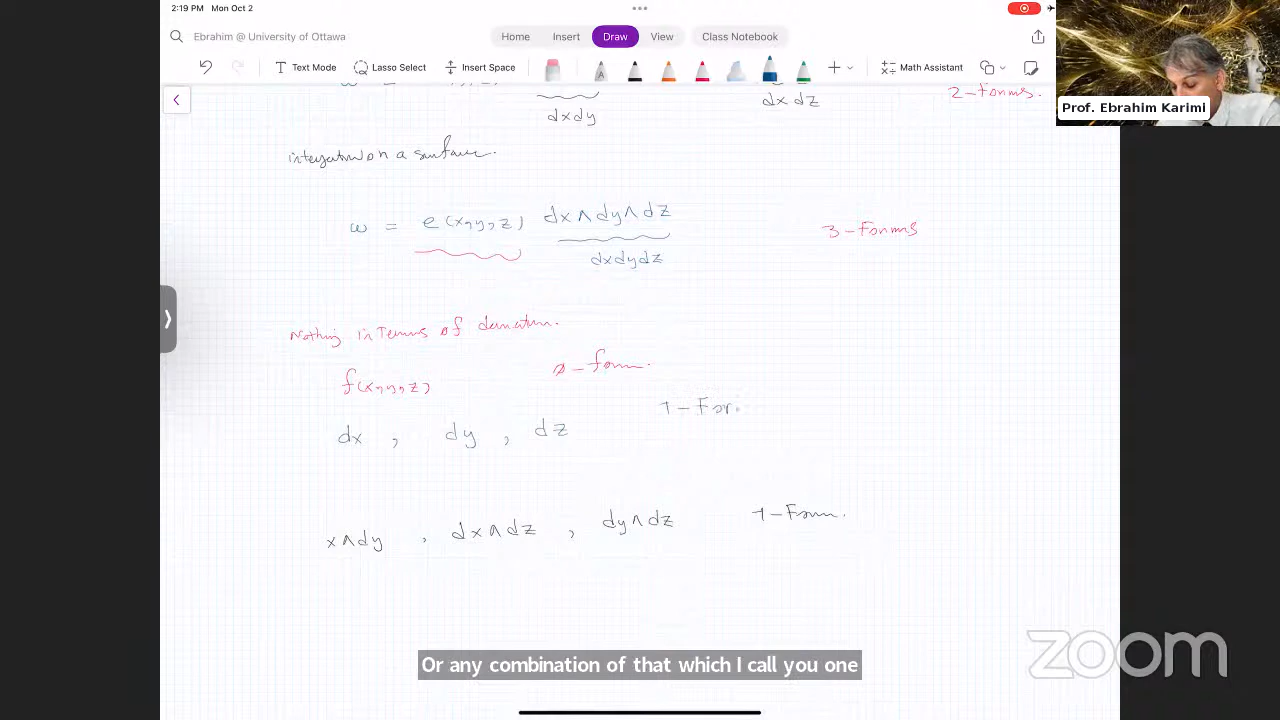 2:19 PM Mon Oct 2
Ebrahim @ University of Ottawa
Home Insert Draw View Class Notebook
Text Mode Lasso Select Insert Space Math Assistant
Prof. Ebrahim Karimi
dx dy
dx dz
2-Forms.
integration on a surface.
ω = e(x,y,z) dx∧dy∧dz
dxdydz
3-Forms
Nothing in Terms of
f(x,y,z) 0-form.
1-For
dx , dy , dz
x∧dy , dx∧dz , dy∧dz 1-Form.
Or any combination of that which I call you one
zoom